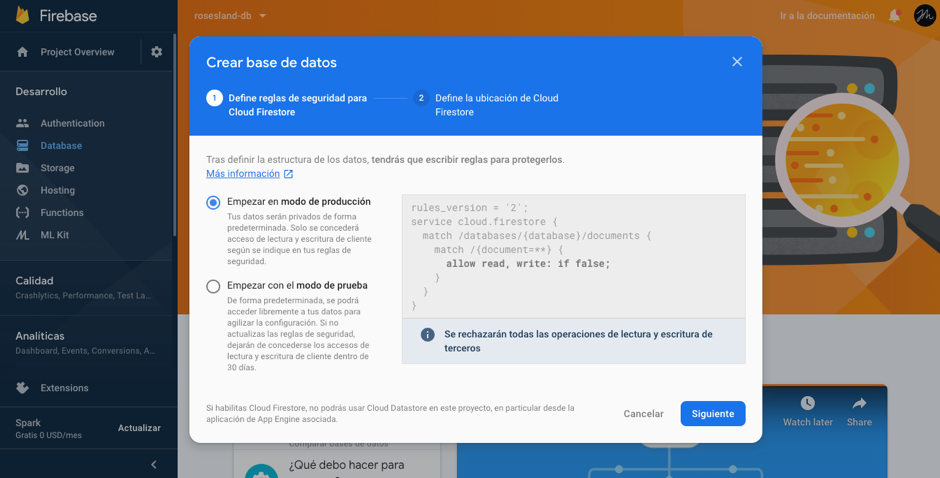 Firebase
rosesland-db
Ir a la documentación
Project Overview
Desarrollo
Authentication
Database
Storage
Hosting
Functions
ML Kit
Calidad
Crashlytics, Performance, Test La...
Analíticas
Dashboard, Events, Conversions, A...
Extensions
Spark
Gratis 0 USD/mes
Actualizar
Crear base de datos
1
Define reglas de seguridad para
Cloud Firestore
2
Define la ubicación de Cloud
Firestore
Tras definir la estructura de los datos, tendrás que escribir reglas para protegerlos.
Más información
Empezar en modo de producción
Tus datos serán privados de forma
predeterminada. Solo se concederá
acceso de lectura y escritura de cliente
según se indique en tus reglas de
seguridad.
Empezar con el modo de prueba
De forma predeterminada, se podrá
acceder libremente a tus datos para
agilizar la configuración. Si no
actualizas las reglas de seguridad,
dejarán de concederse los accesos de
lectura y escritura de cliente dentro de
30 días.
rules_version = '2';
service cloud.firestore {
match /databases/{database}/documents {
match /{document=**} {
allow read, write: if false;
}
}
}
Se rechazarán todas las operaciones de lectura y escritura de
terceros
Si habilitas Cloud Firestore, no podrás usar Cloud Datastore en este proyecto, en particular desde la
aplicación de App Engine asociada.
Cancelar
Siguiente
Comparar bases de datos
¿Qué debo hacer para
Watch later
Share